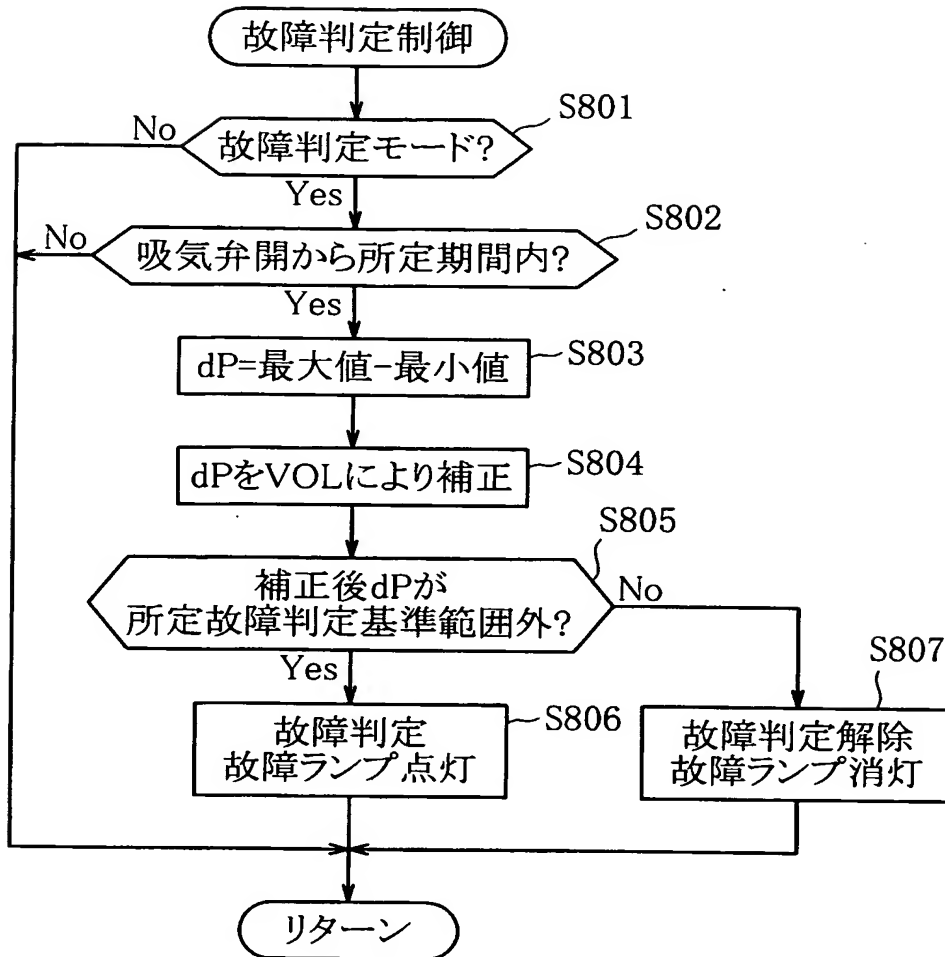 故障判定制御
S801
No
故障判定モード?
Yes
S802
No
吸気弁開から所定期間内?
Yes
S803
dP=最大値-最小値
S804
dPをVOLにより補正
S805
補正後dPが
所定故障判定基準範囲外?
No
Yes
S806
故障判定
故障ランプ点灯
S807
故障判定解除
故障ランプ消灯
リターン